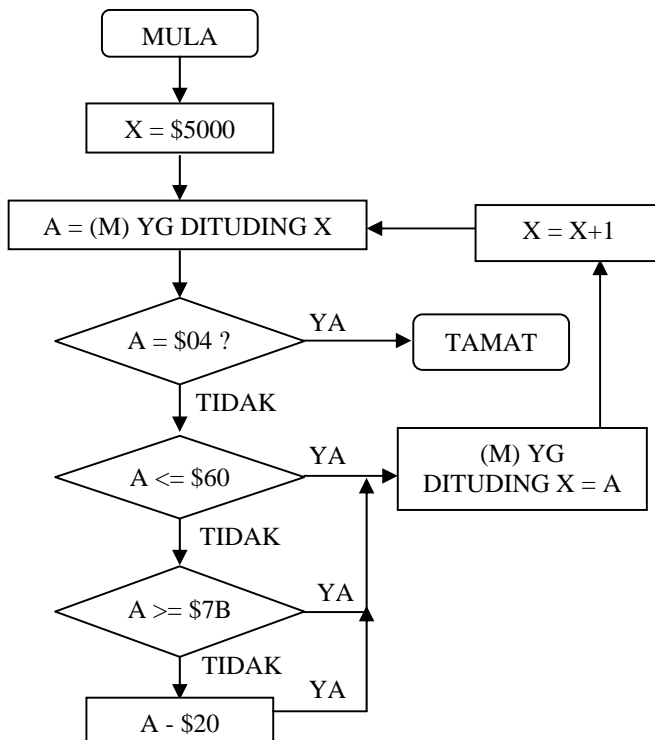 MULA
X = $5000
A = (M) YG DITUDING X
X = X+1
A = $04 ?
YA
TAMAT
TIDAK
A <= $60
YA
(M) YG
DITUDING X = A
TIDAK
A >= $7B
YA
TIDAK
YA
A - $20